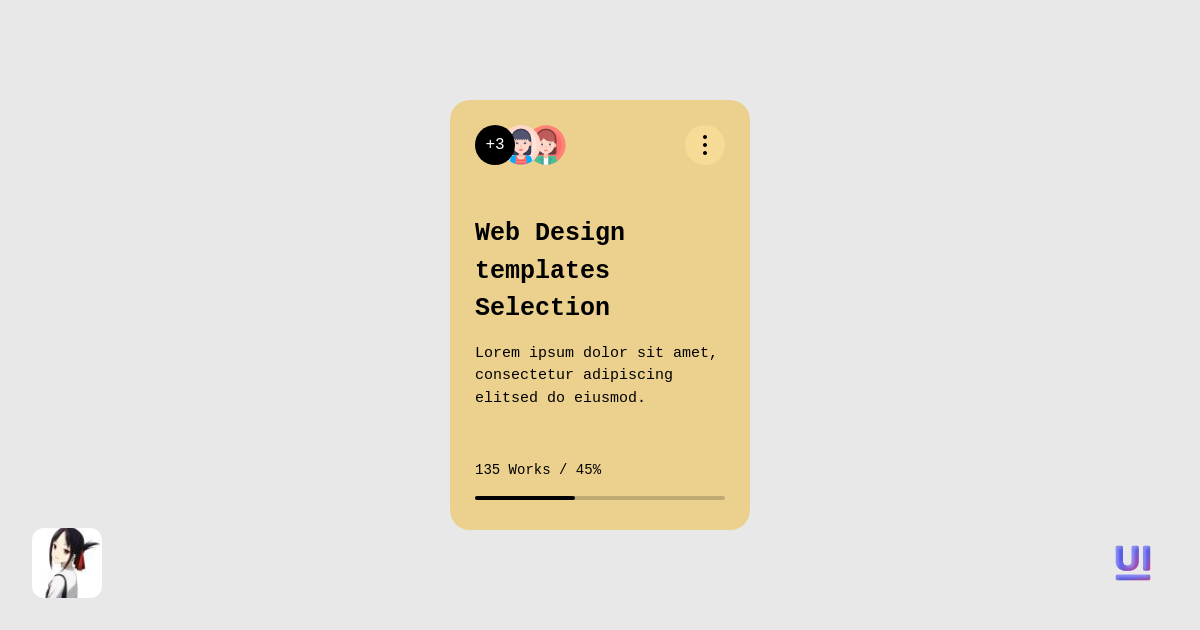 +3
Web Design
templates
Selection
Lorem ipsum dolor sit amet,
consectetur adipiscing
elitsed do eiusmod.
135 Works / 45%
UI